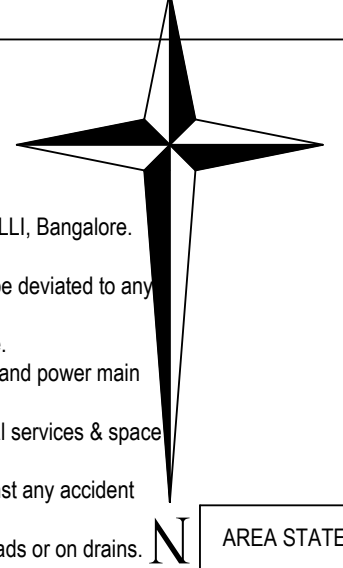 LLI, Bangalore.
be deviated to any
.
and power main
l services & space
st any accident
ads or on drains.
N
AREA STATE